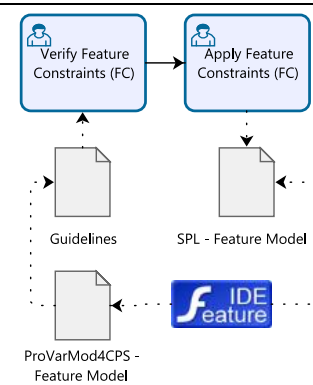 Verify Feature
Constraints (FC)
Apply Feature
Constraints (FC)
Guidelines
SPL - Feature Model
Feature IDE
ProVarMod4CPS -
Feature Model